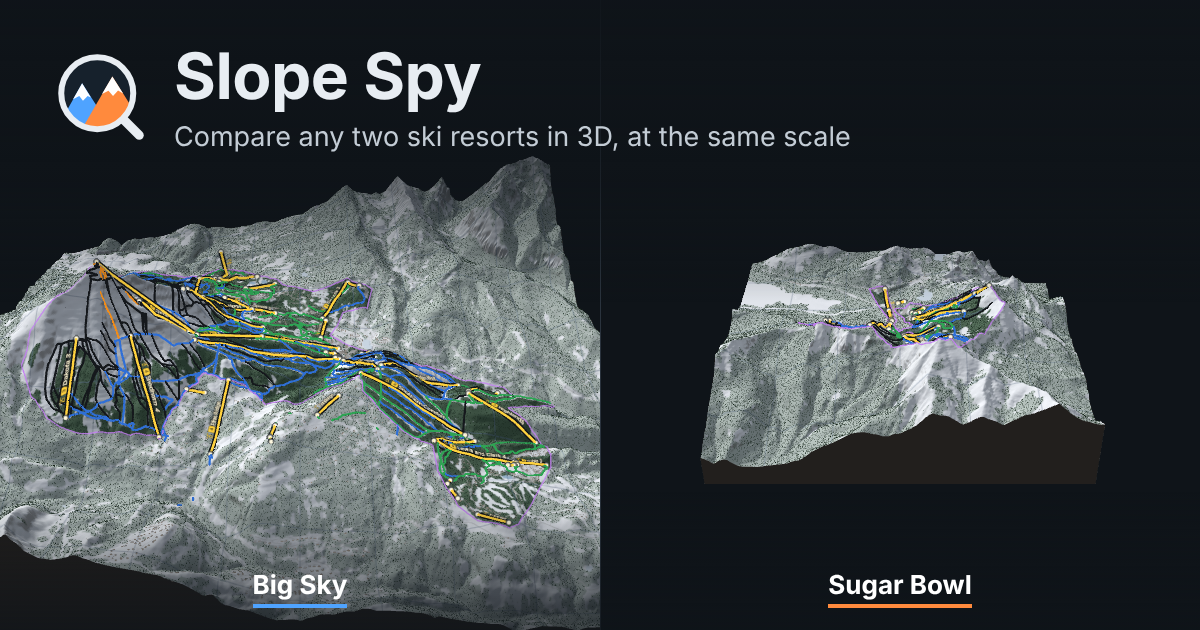 Slope Spy
Compare any two ski resorts in 3D, at the same scale
Big Sky
Sugar Bowl